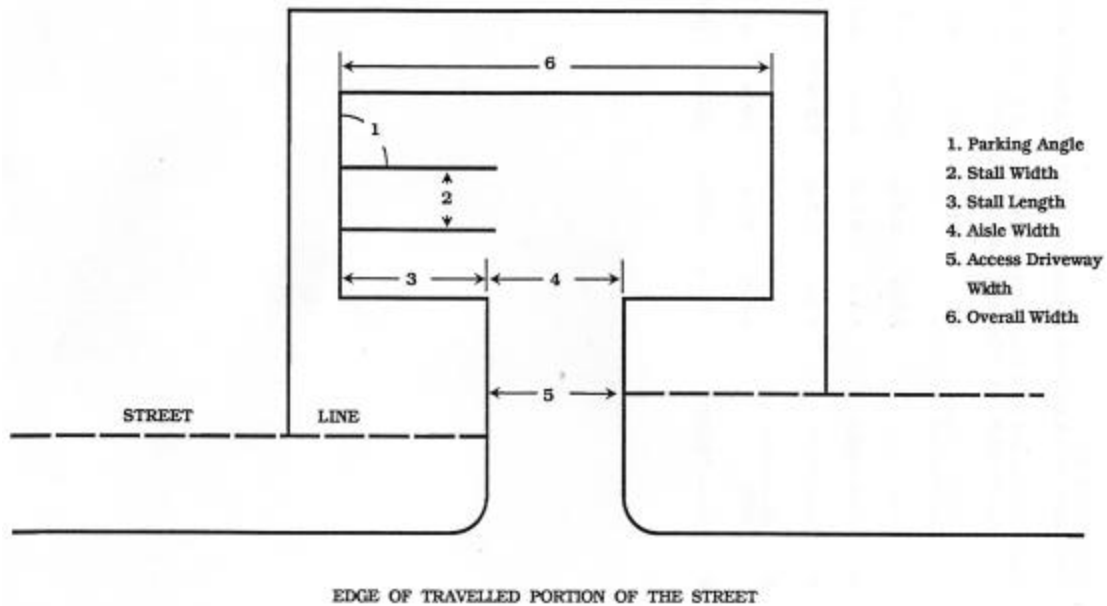 6
1
2
3
4
5
1. Parking Angle
2. Stall Width
3. Stall Length
4. Aisle Width
5. Access Driveway
Width
6. Overall Width
STREET LINE
EDGE OF TRAVELLED PORTION OF THE STREET